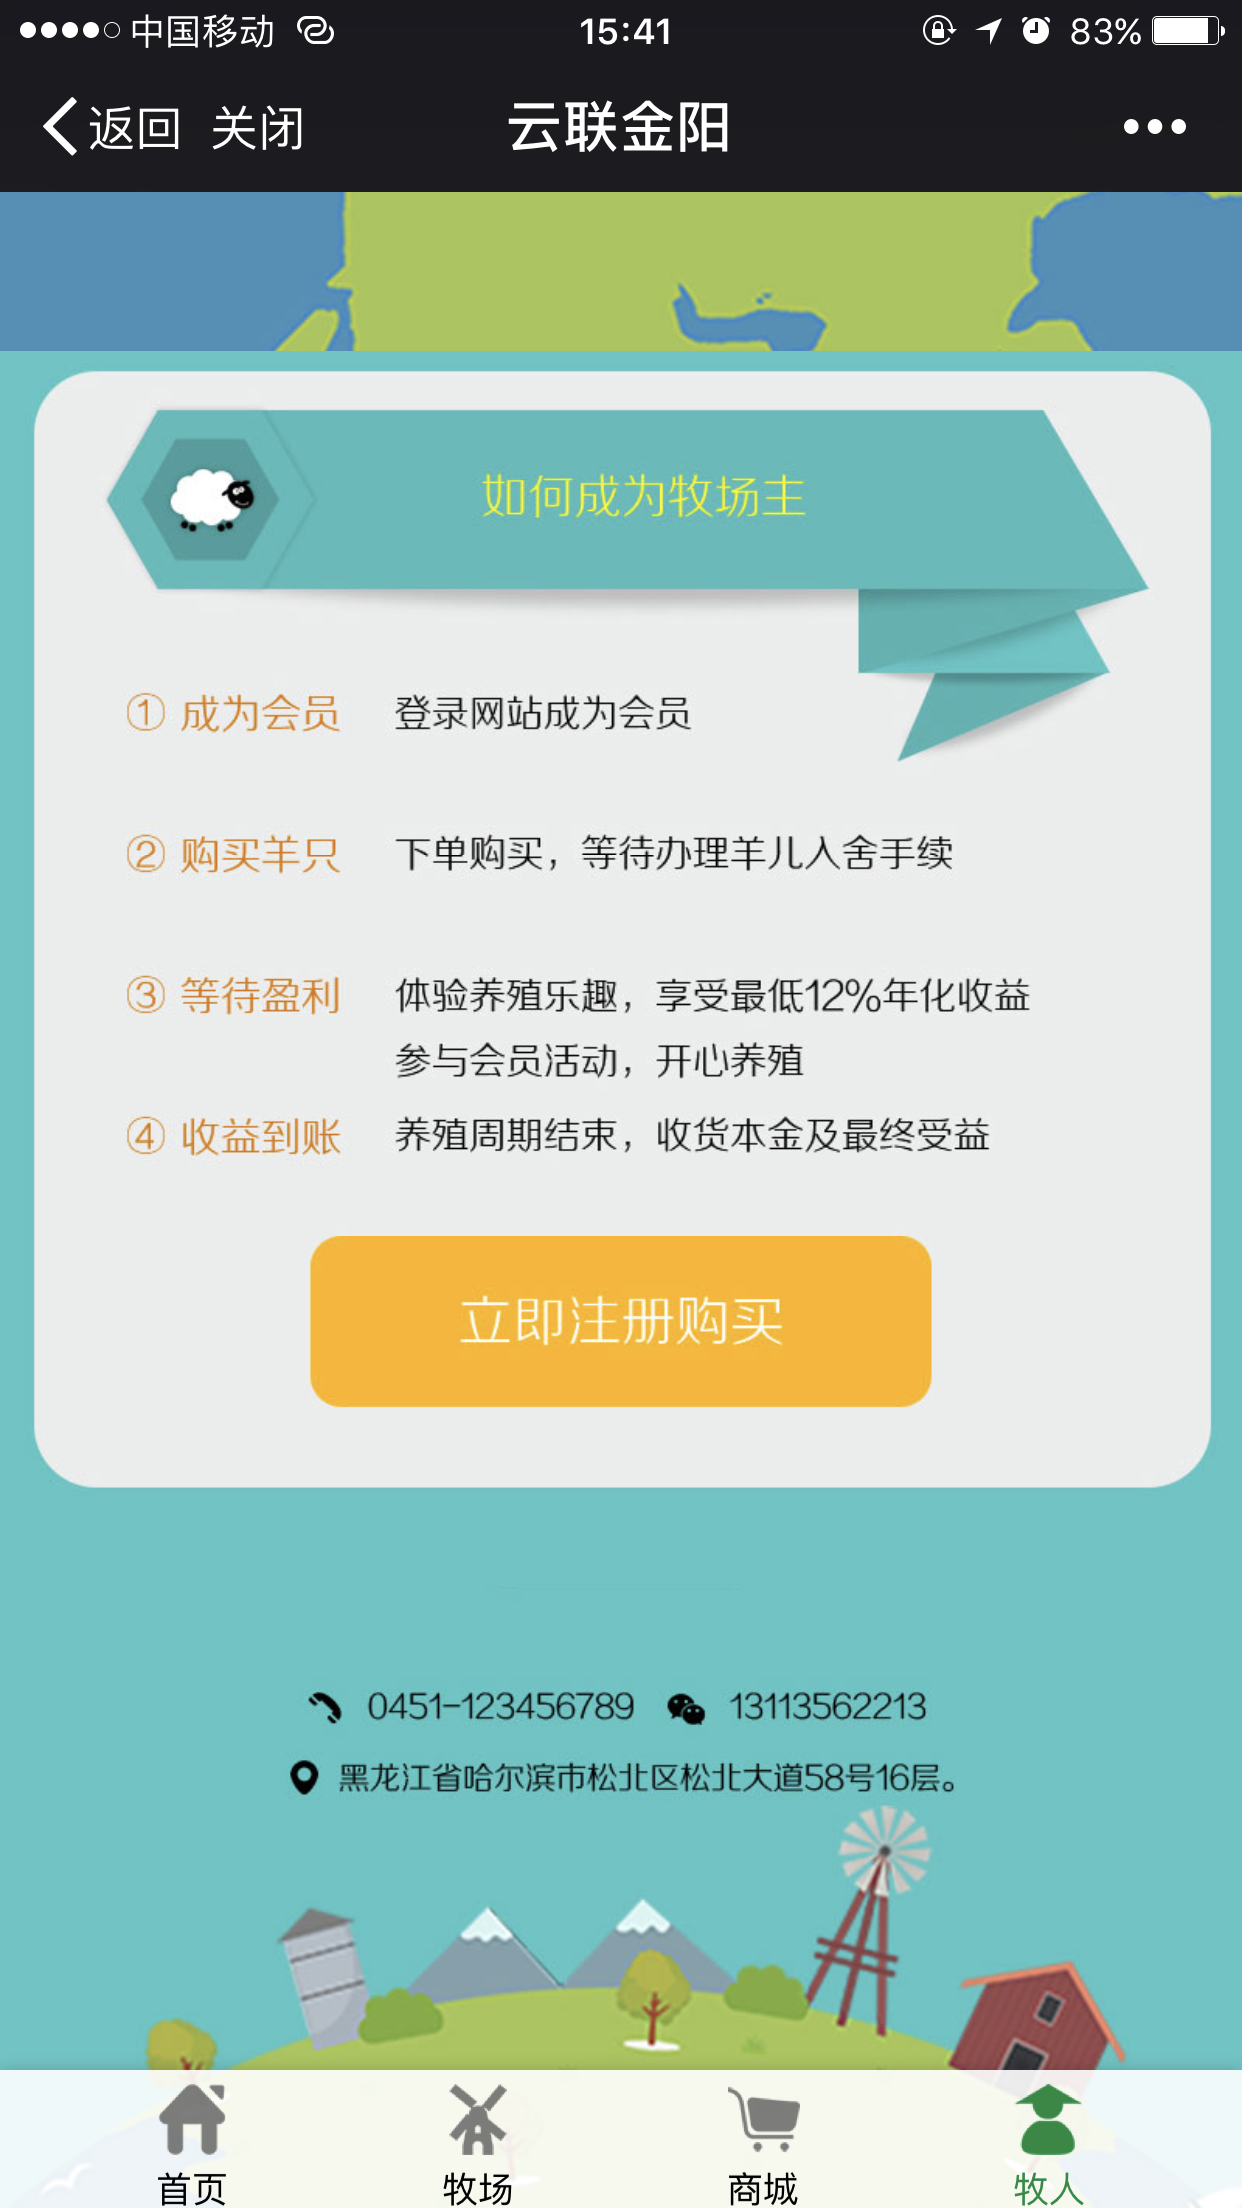 中国移动 15:41 83%
返回 关闭 云联金阳
如何成为牧场主
① 成为会员 登录网站成为会员
② 购买羊只 下单购买，等待办理羊儿入舍手续
③ 等待盈利 体验养殖乐趣，享受最低12%年化收益
参与会员活动，开心养殖
④ 收益到账 养殖周期结束，收货本金及最终受益
立即注册购买
0451-123456789 13113562213
黑龙江省哈尔滨市松北区松北大道58号16层。
首页 牧场 商城 牧人